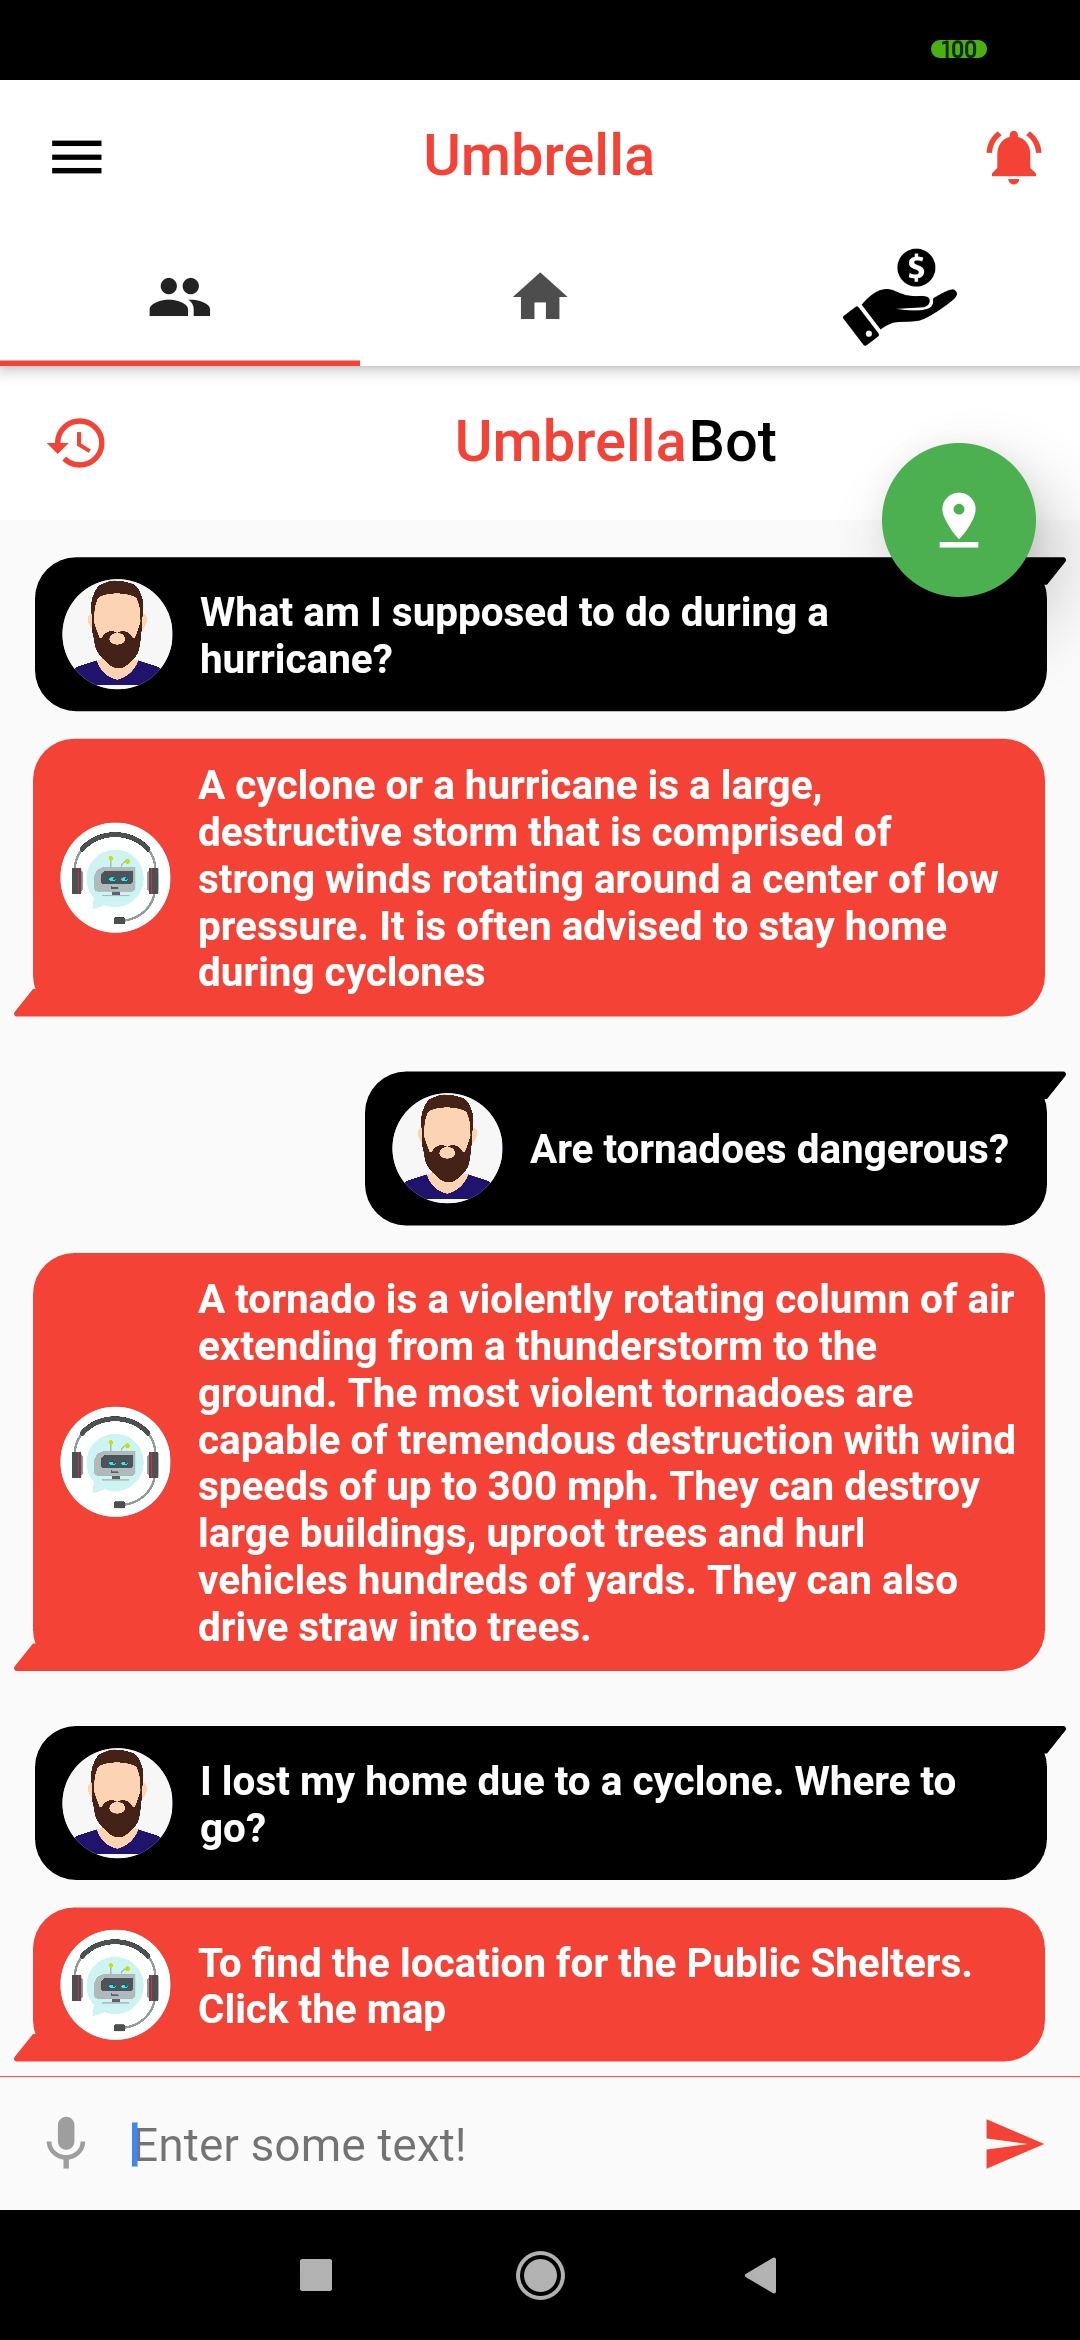 100
Umbrella
$
UmbrellaBot
What am I supposed to do during a
hurricane?
A cyclone or a hurricane is a large,
destructive storm that is comprised of
strong winds rotating around a center of low
pressure. It is often advised to stay home
during cyclones
Are tornadoes dangerous?
A tornado is a violently rotating column of air
extending from a thunderstorm to the
ground. The most violent tornadoes are
capable of tremendous destruction with wind
speeds of up to 300 mph. They can destroy
large buildings, uproot trees and hurl
vehicles hundreds of yards. They can also
drive straw into trees.
I lost my home due to a cyclone. Where to
go?
To find the location for the Public Shelters.
Click the map
Enter some text!